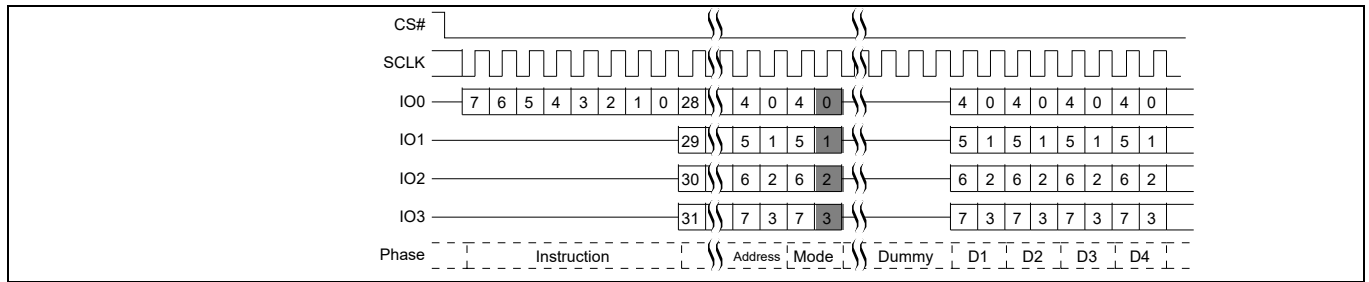 CS#
SCLK
IO0 7 6 5 4 3 2 1 0 28 4 0 4 0 4 0 4 0 4 0 4 0
IO1 29 5 1 5 1 5 1 5 1 5 1 5 1
IO2 30 6 2 6 2 6 2 6 2 6 2 6 2
IO3 31 7 3 7 3 7 3 7 3 7 3 7 3
Phase Instruction Address Mode Dummy D1 D2 D3 D4